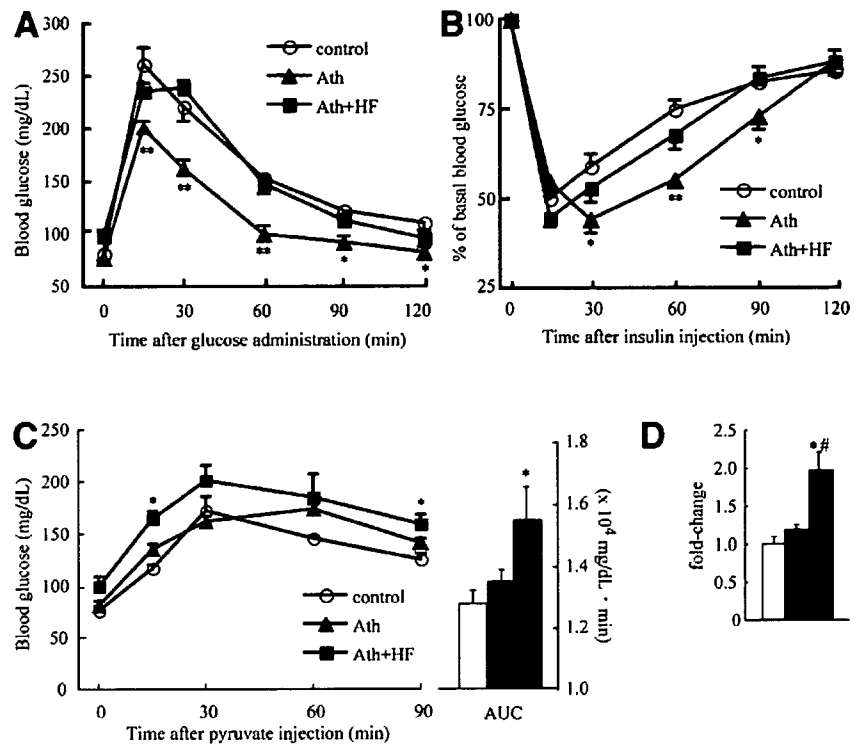 A
Blood glucose (mg/dL)
300
250
200
150
100
50
control
Ath
Ath+HF
**
**
**
*
*
0
30
60
90
120
Time after glucose administration (min)
B
% of basal blood glucose
100
75
50
25
control
Ath
Ath+HF
*
**
*
0
30
60
90
120
Time after insulin injection (min)
C
Blood glucose (mg/dL)
250
200
150
100
50
0
*
*
control
Ath
Ath+HF
0
30
60
90
Time after pyruvate injection (min)
*
1.8
1.6
1.4
1.2
1.0
(x 10⁴ mg/dL · min)
AUC
D
fold-change
2.5
2.0
1.5
1.0
0.5
0
*#